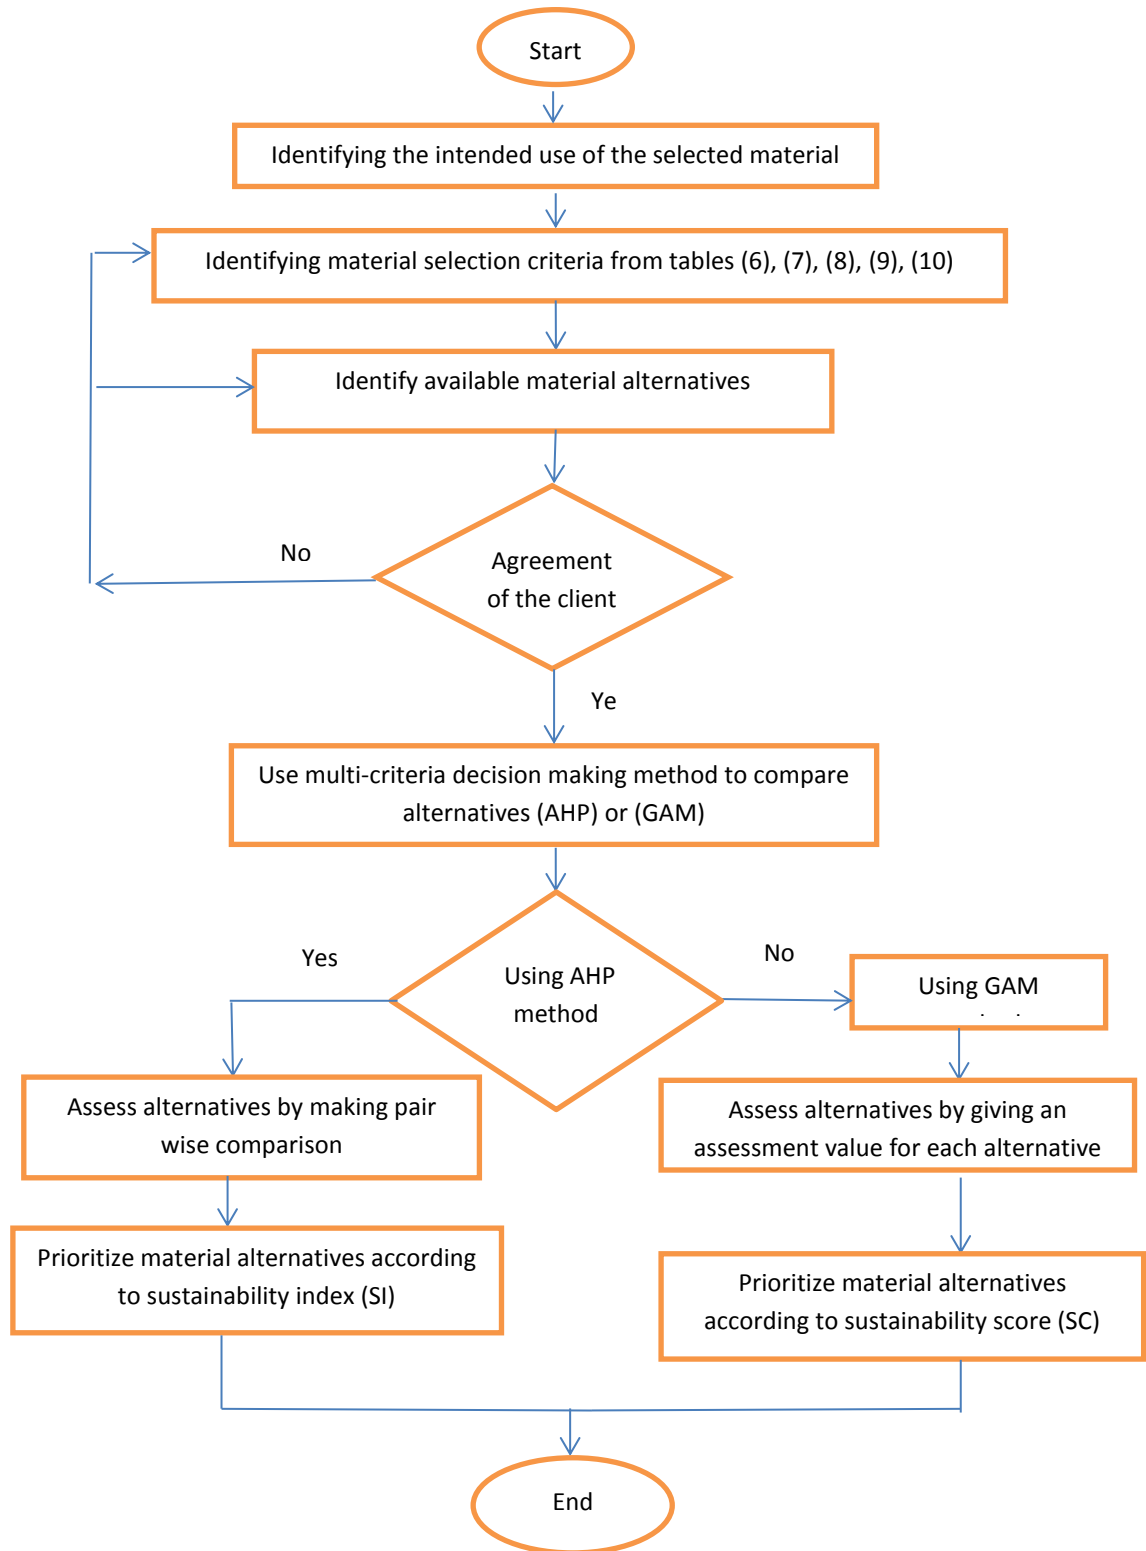 Start
Identifying the intended use of the selected material
Identifying material selection criteria from tables (6), (7), (8), (9), (10)
Identify available material alternatives
No
Agreement
of the client
Ye
Use multi-criteria decision making method to compare
alternatives (AHP) or (GAM)
Yes
Using AHP
method
No
Using GAM
Assess alternatives by making pair
wise comparison
Assess alternatives by giving an
assessment value for each alternative
Prioritize material alternatives according
to sustainability index (SI)
Prioritize material alternatives
according to sustainability score (SC)
End